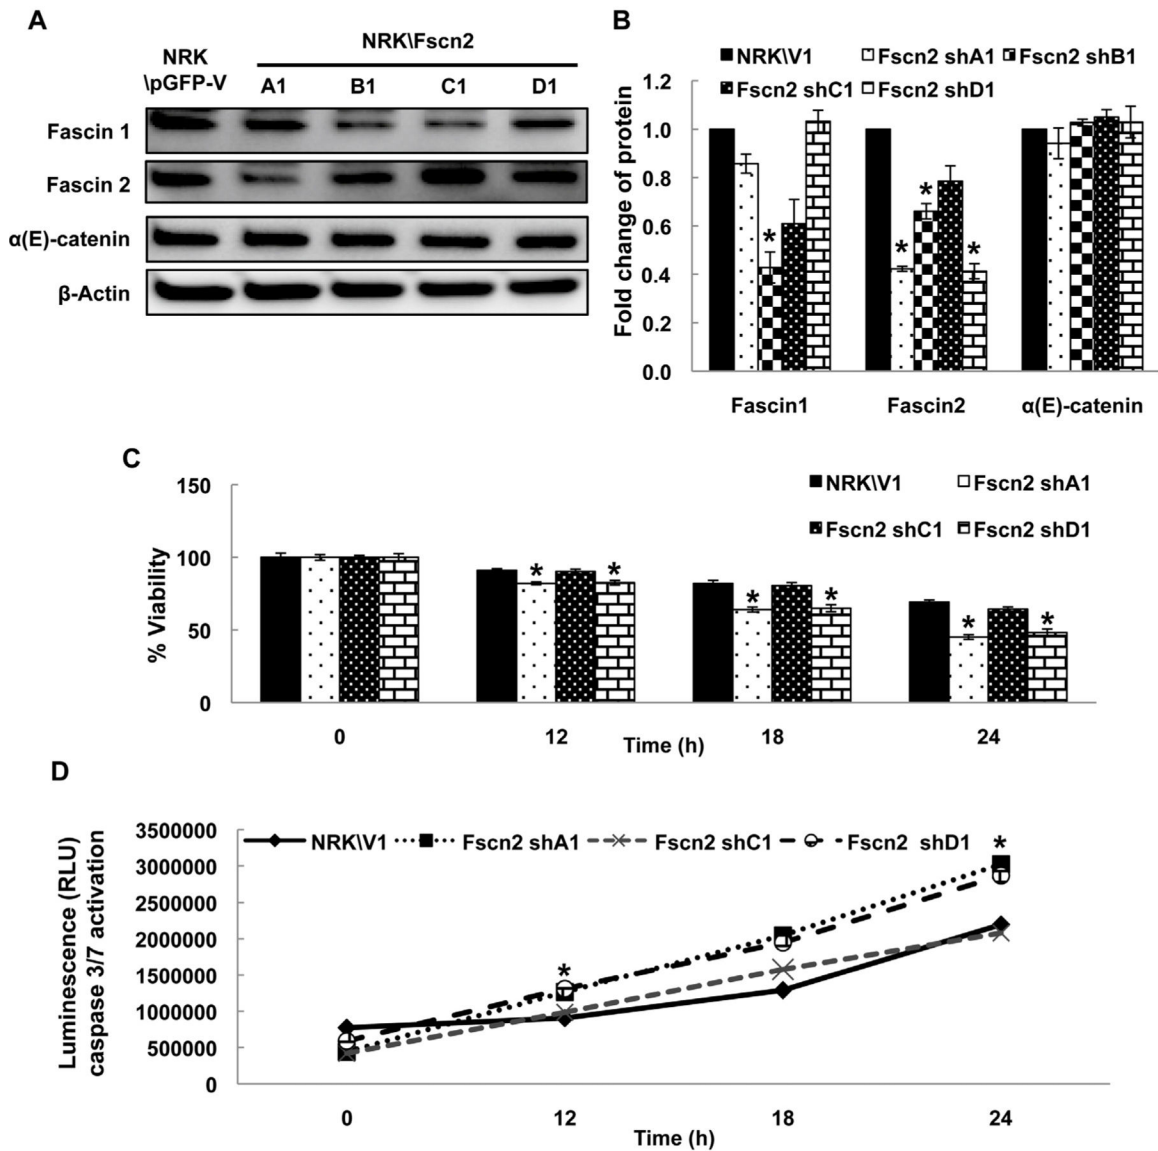 A
NRK
\pGFP-V
NRK\Fscn2
A1 B1 C1 D1
Fascin 1
Fascin 2
α(E)-catenin
β-Actin
B
NRK\V1 Fscn2 shA1 Fscn2 shB1
Fscn2 shC1 Fscn2 shD1
Fold change of protein
1.2
1.0
0.8
0.6
0.4
0.2
0.0
* * * *
Fascin1 Fascin2 α(E)-catenin
C
NRK\V1 Fscn2 shA1
Fscn2 shC1 Fscn2 shD1
% Viability
150
100
50
0
* * * * * *
0 12 18 24
Time (h)
D
NRK\V1 Fscn2 shA1 Fscn2 shC1 Fscn2 shD1
Luminescence (RLU)
caspase 3/7 activation
3500000
3000000
2500000
2000000
1500000
1000000
500000
0
* *
0 12 18 24
Time (h)